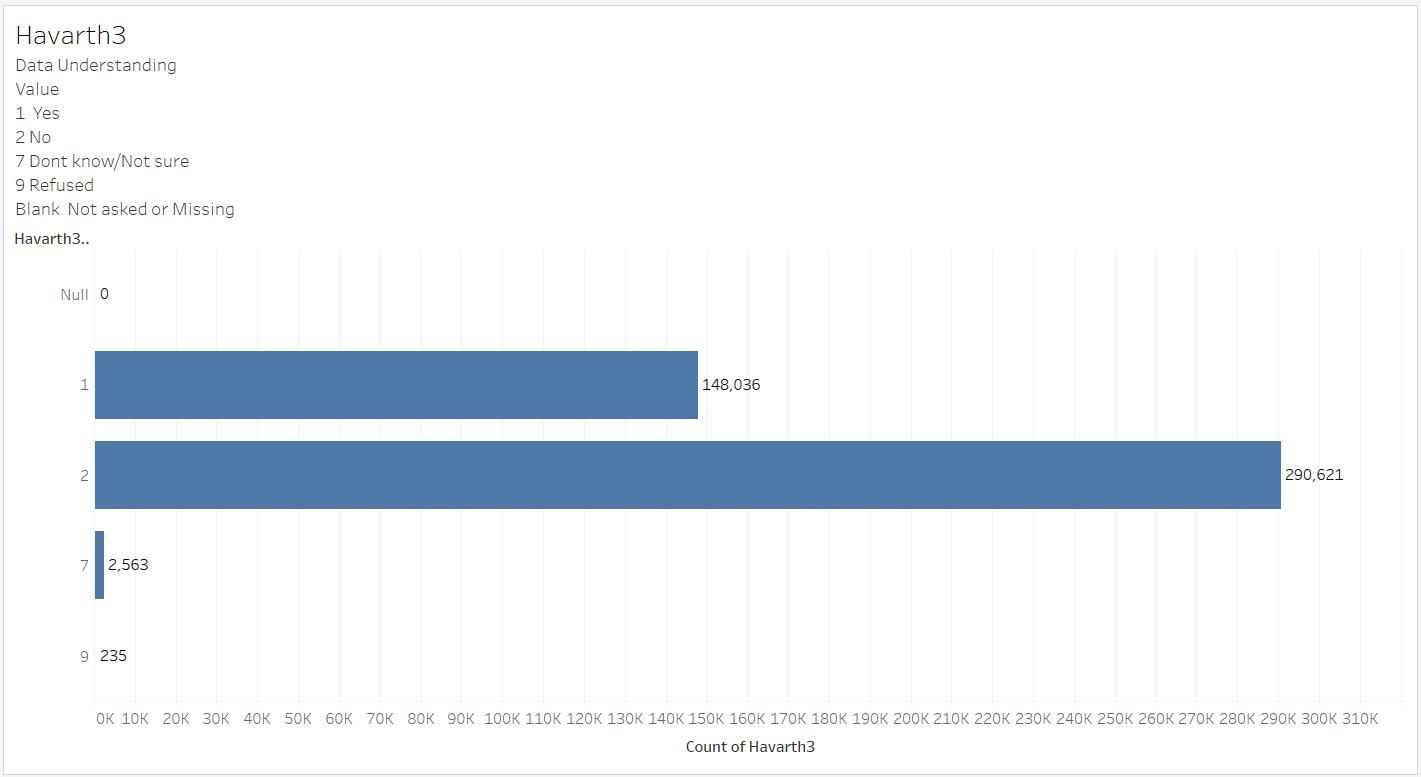 Havarth3
Data Understanding
Value
1  Yes
2 No
7 Dont know/Not sure
9 Refused
Blank  Not asked or Missing
Havarth3..
Null 0
1 148,036
2 290,621
7 2,563
9 235
0K 10K 20K 30K 40K 50K 60K 70K 80K 90K 100K 110K 120K 130K 140K 150K 160K 170K 180K 190K 200K 210K 220K 230K 240K 250K 260K 270K 280K 290K 300K 310K
Count of Havarth3